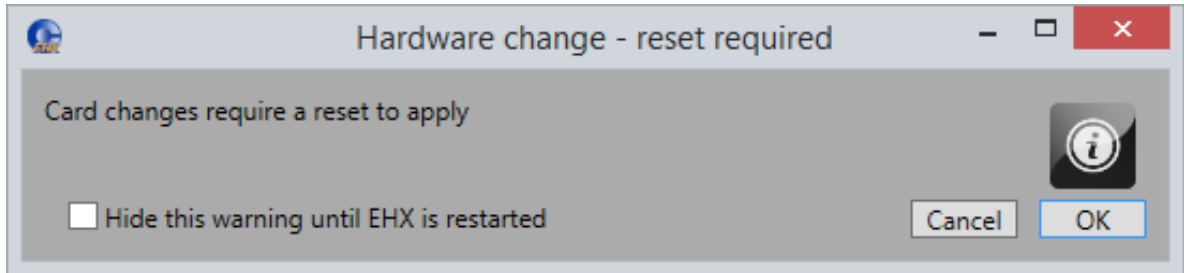 Hardware change - reset required
Card changes require a reset to apply
Hide this warning until EHX is restarted
Cancel
OK